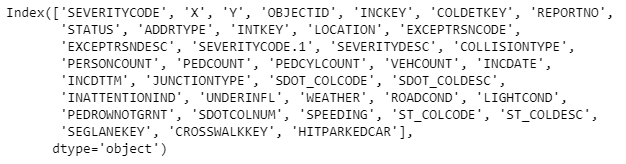 Index(['SEVERITYCODE', 'X', 'Y', 'OBJECTID', 'INCKEY', 'COLDETKEY', 'REPORTNO',
'STATUS', 'ADDRTYPE', 'INTKEY', 'LOCATION', 'EXCEPTRSNCODE',
'EXCEPTRSNDESC', 'SEVERITYCODE.1', 'SEVERITYDESC', 'COLLISIONTYPE',
'PERSONCOUNT', 'PEDCOUNT', 'PEDCYLCOUNT', 'VEHCOUNT', 'INCDATE',
'INCDTTM', 'JUNCTIONTYPE', 'SDOT_COLCODE', 'SDOT_COLDESC',
'INATTENTIONIND', 'UNDERINFL', 'WEATHER', 'ROADCOND', 'LIGHTCOND',
'PEDROWNOTGRNT', 'SDOTCOLNUM', 'SPEEDING', 'ST_COLCODE', 'ST_COLDESC',
'SEGLANEKEY', 'CROSSWALKKEY', 'HITPARKEDCAR'],
dtype='object')